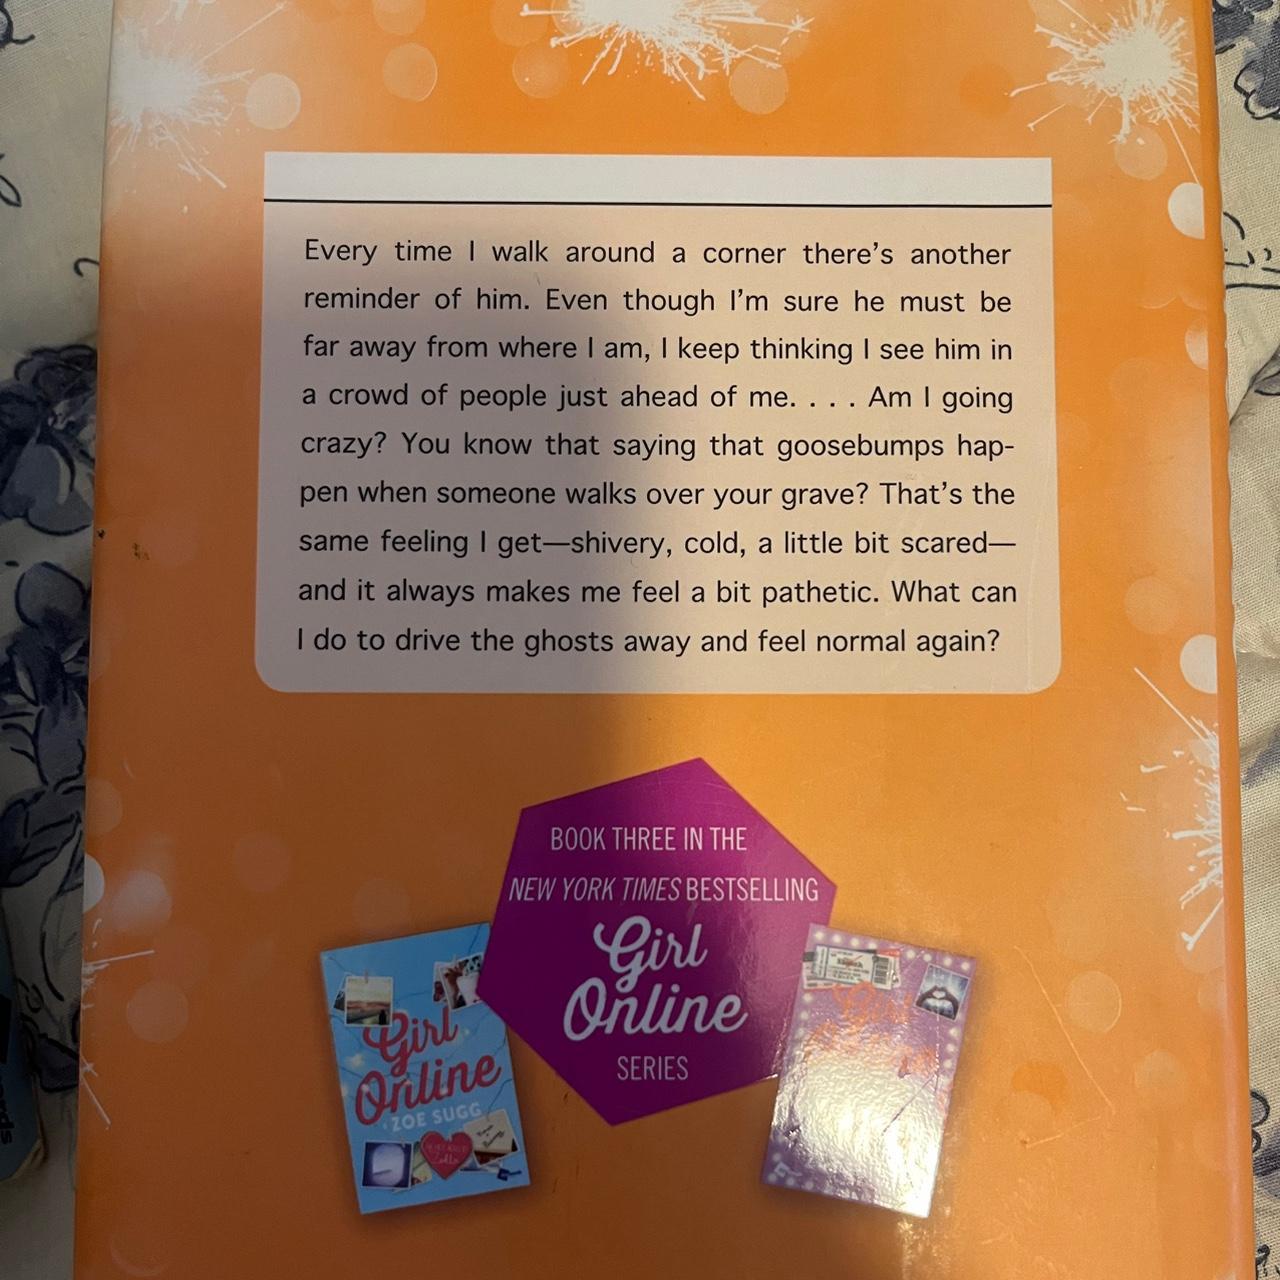 Every time I walk around a corner there's another
reminder of him. Even though I'm sure he must be
far away from where I am, I keep thinking I see him in
a crowd of people just ahead of me. . . . Am I going
crazy? You know that saying that goosebumps hap-
pen when someone walks over your grave? That's the
same feeling I get—shivery, cold, a little bit scared—
and it always makes me feel a bit pathetic. What can
I do to drive the ghosts away and feel normal again?
BOOK THREE IN THE
NEW YORK TIMES BESTSELLING
Girl
Online
SERIES
Girl
Online
ZOE SUGG
Girl